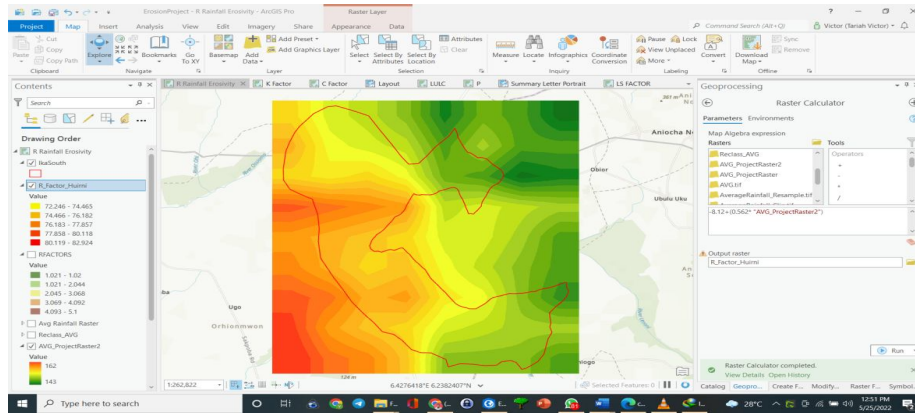 ErosionProject - R Rainfall Erosivity - ArcGIS Pro
Raster Layer
?
Project Map Insert Analysis View Edit Imagery Share Appearance Data
Command Search (Alt+Q)
Victor (Tariah Victor)
Cut
Copy
Copy Path
Paste
Explore
Bookmarks
Go To XY
Basemap
Add Data
Add Preset
Add Graphics Layer
Select
Select By Attributes
Select By Location
Attributes
Clear
Measure
Locate
Infographics
Coordinate Conversion
Pause
Lock
View Unplaced
More
Convert
Download Map
Sync
Remove
Clipboard
Navigate
Layer
Selection
Inquiry
Labeling
Offline
Contents
Search
Drawing Order
R Rainfall Erosivity
IkaSouth
R_Factor_Huimi
Value
72.246 - 74.465
74.466 - 76.182
76.183 - 77.857
77.858 - 80.118
80.119 - 82.924
RFACTORS
Value
1.021 - 1.02
1.021 - 2.044
2.045 - 3.068
3.069 - 4.092
4.093 - 5.1
Avg Rainfall Raster
Reclass_AVG
AVG_ProjectRaster2
Value
162
143
R Rainfall Erosivity
K Factor
C Factor
Layout
LULC
P
Summary Letter Portrait
LS FACTOR
Aniocha
Obior
Ubulu Uku
Ugo
Orhionmwon
1:262,822
6.4276418°E 6.2382407°N
Selected Features: 0
Geoprocessing
Raster Calculator
Parameters Environments
Map Algebra expression
Rasters
Tools
Reclass_AVG
AVG_ProjectRaster2
AVG_ProjectRaster
AVG.tif
AverageRainfall_Resample.tif
Operators
+
-
*
/
-8.12+(0.562* "AVG_ProjectRaster2")
Output raster
R_Factor_Huimi
Run
Raster Calculator completed.
View Details Open History
Catalog Geopro... Create F... Modify... Raster F... Symbol...
Type here to search
28°C
12:51 PM
5/25/2022